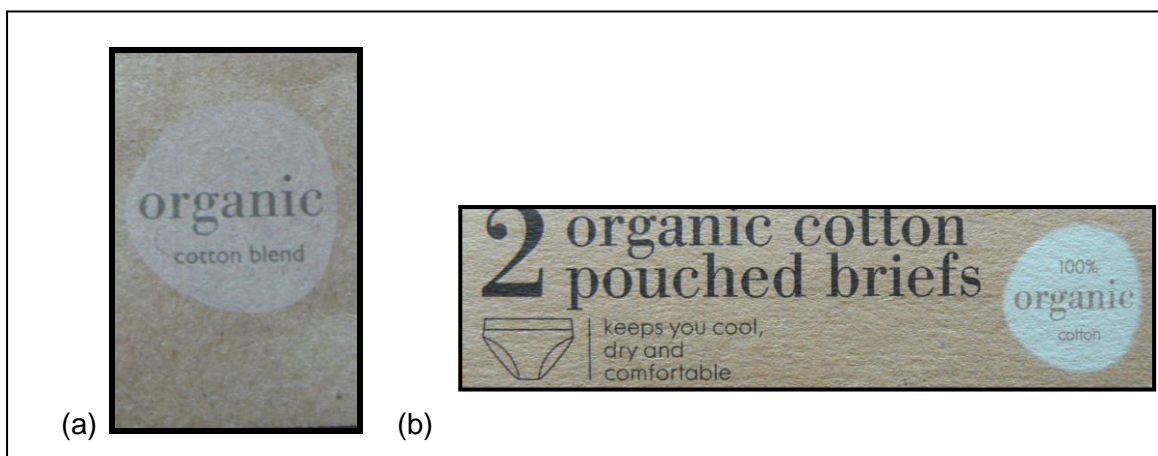 organic
cotton blend
(a)
2 organic cotton
pouched briefs
keeps you cool,
dry and
comfortable
100%
organic
cotton
(b)